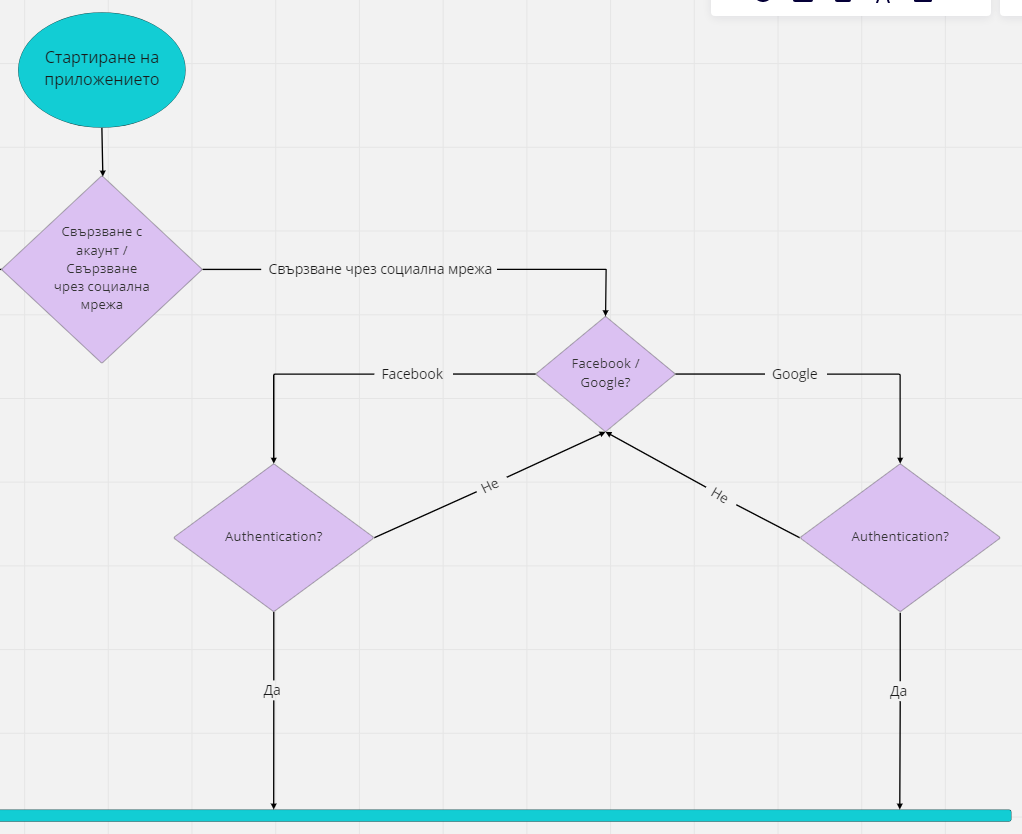 Стартиране на
приложението
Свързване с
акаунт /
Свързване
чрез социална
мрежа
Свързване чрез социална мрежа
Facebook /
Google?
Facebook
Google
Не
Не
Authentication?
Authentication?
Да
Да